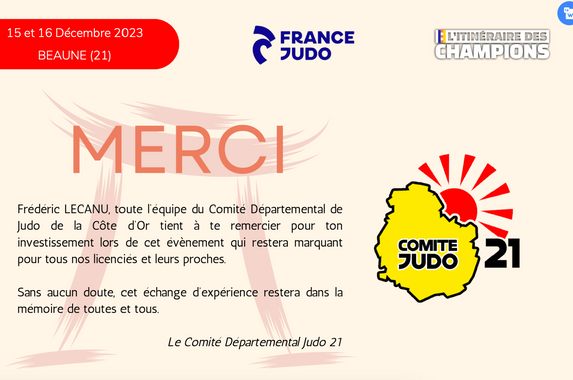 15 et 16 Décembre 2023
BEAUNE (21)
FRANCE
JUDO
L'ITINÉRAIRE DES
CHAMPIONS
MERCI
Frédéric LECANU, toute l'équipe du Comité Départemental de
Judo de la Côte d'Or tient à te remercier pour ton
investissement lors de cet évènement qui restera marquant
pour tous nos licenciés et leurs proches.
Sans aucun doute, cet échange d'expérience restera dans la
mémoire de toutes et tous.
Le Comité Départemental Judo 21
COMITE
JUDO
21